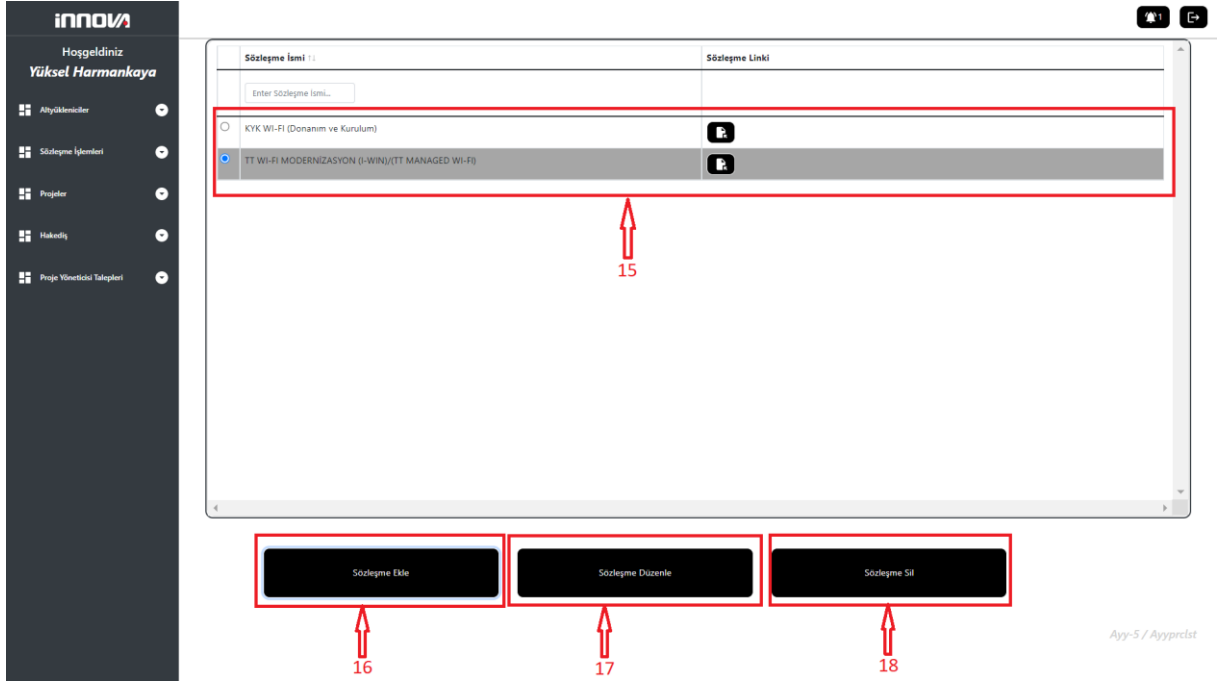 innova
1
Hoşgeldiniz
Yüksel Harmankaya
Altyükleniciler
Sözleşme İşlemleri
Projeler
Hakediş
Proje Yöneticisi Talepleri
Sözleşme İsmi ↑↓ Sözleşme Linki
Enter Sözleşme İsmi...
KYK WI-FI (Donanım ve Kurulum)
TT WI-FI MODERNİZASYON (I-WIN)/(TT MANAGED WI-FI)
15
Sözleşme Ekle Sözleşme Düzenle Sözleşme Sil
16 17 18
Ayy-5 / Ayyprclst